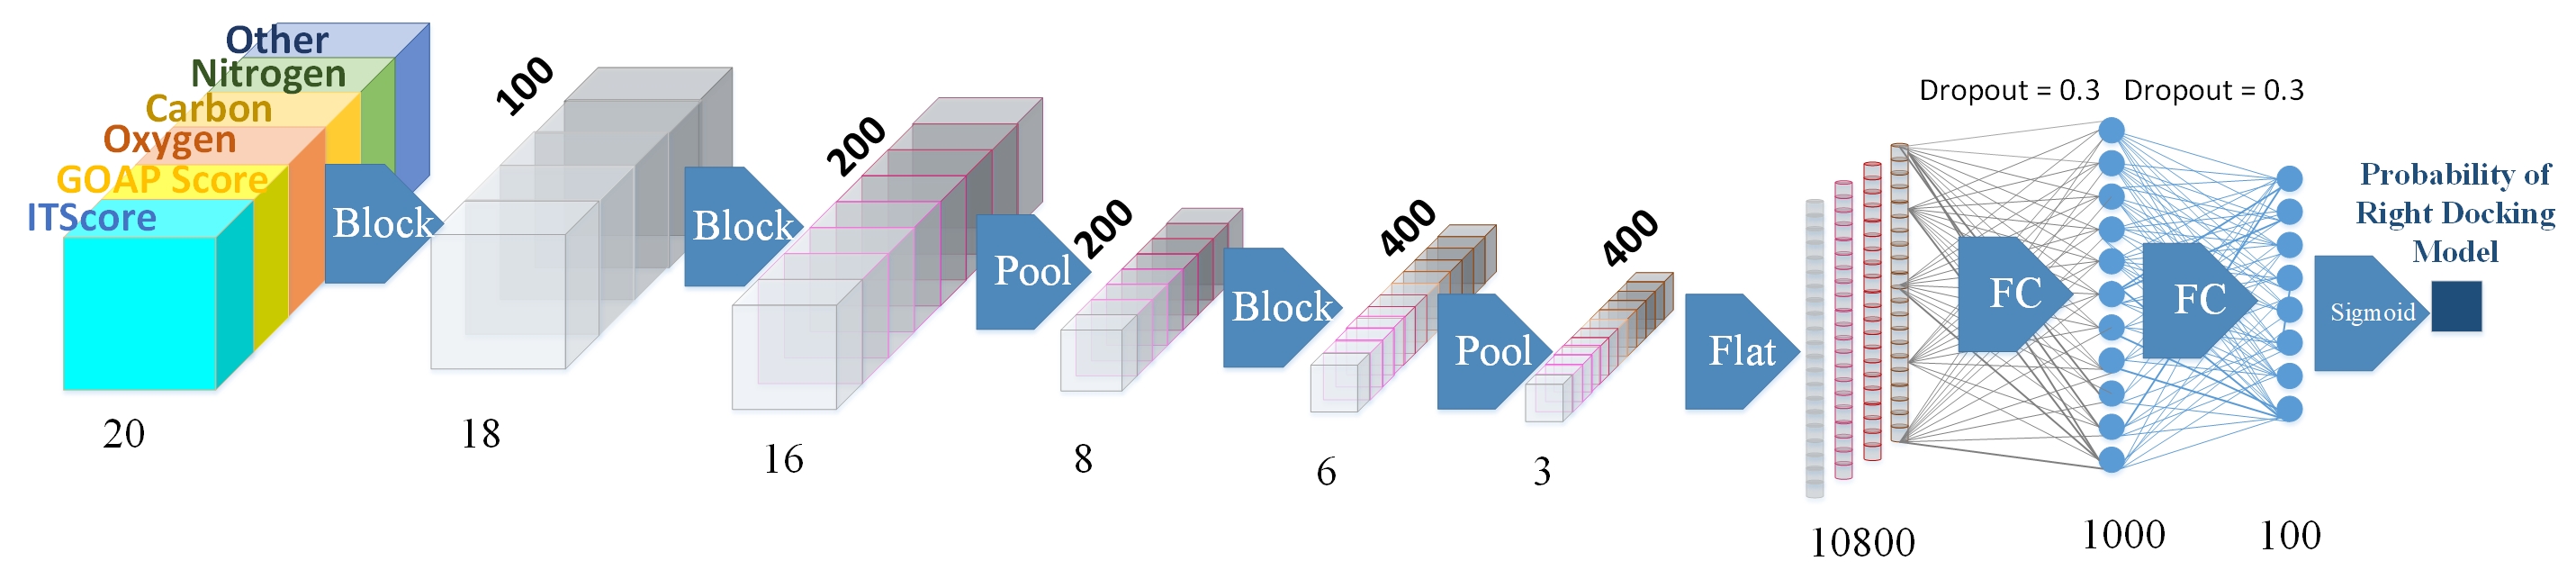 Other
Nitrogen
Carbon
Oxygen
GOAP Score
ITScore
Block
20
100
Block
18
200
Pool
16
200
Block
8
400
Pool
6
400
Flat
3
10800
Dropout = 0.3
FC
1000
Dropout = 0.3
FC
100
Sigmoid
Probability of
Right Docking
Model